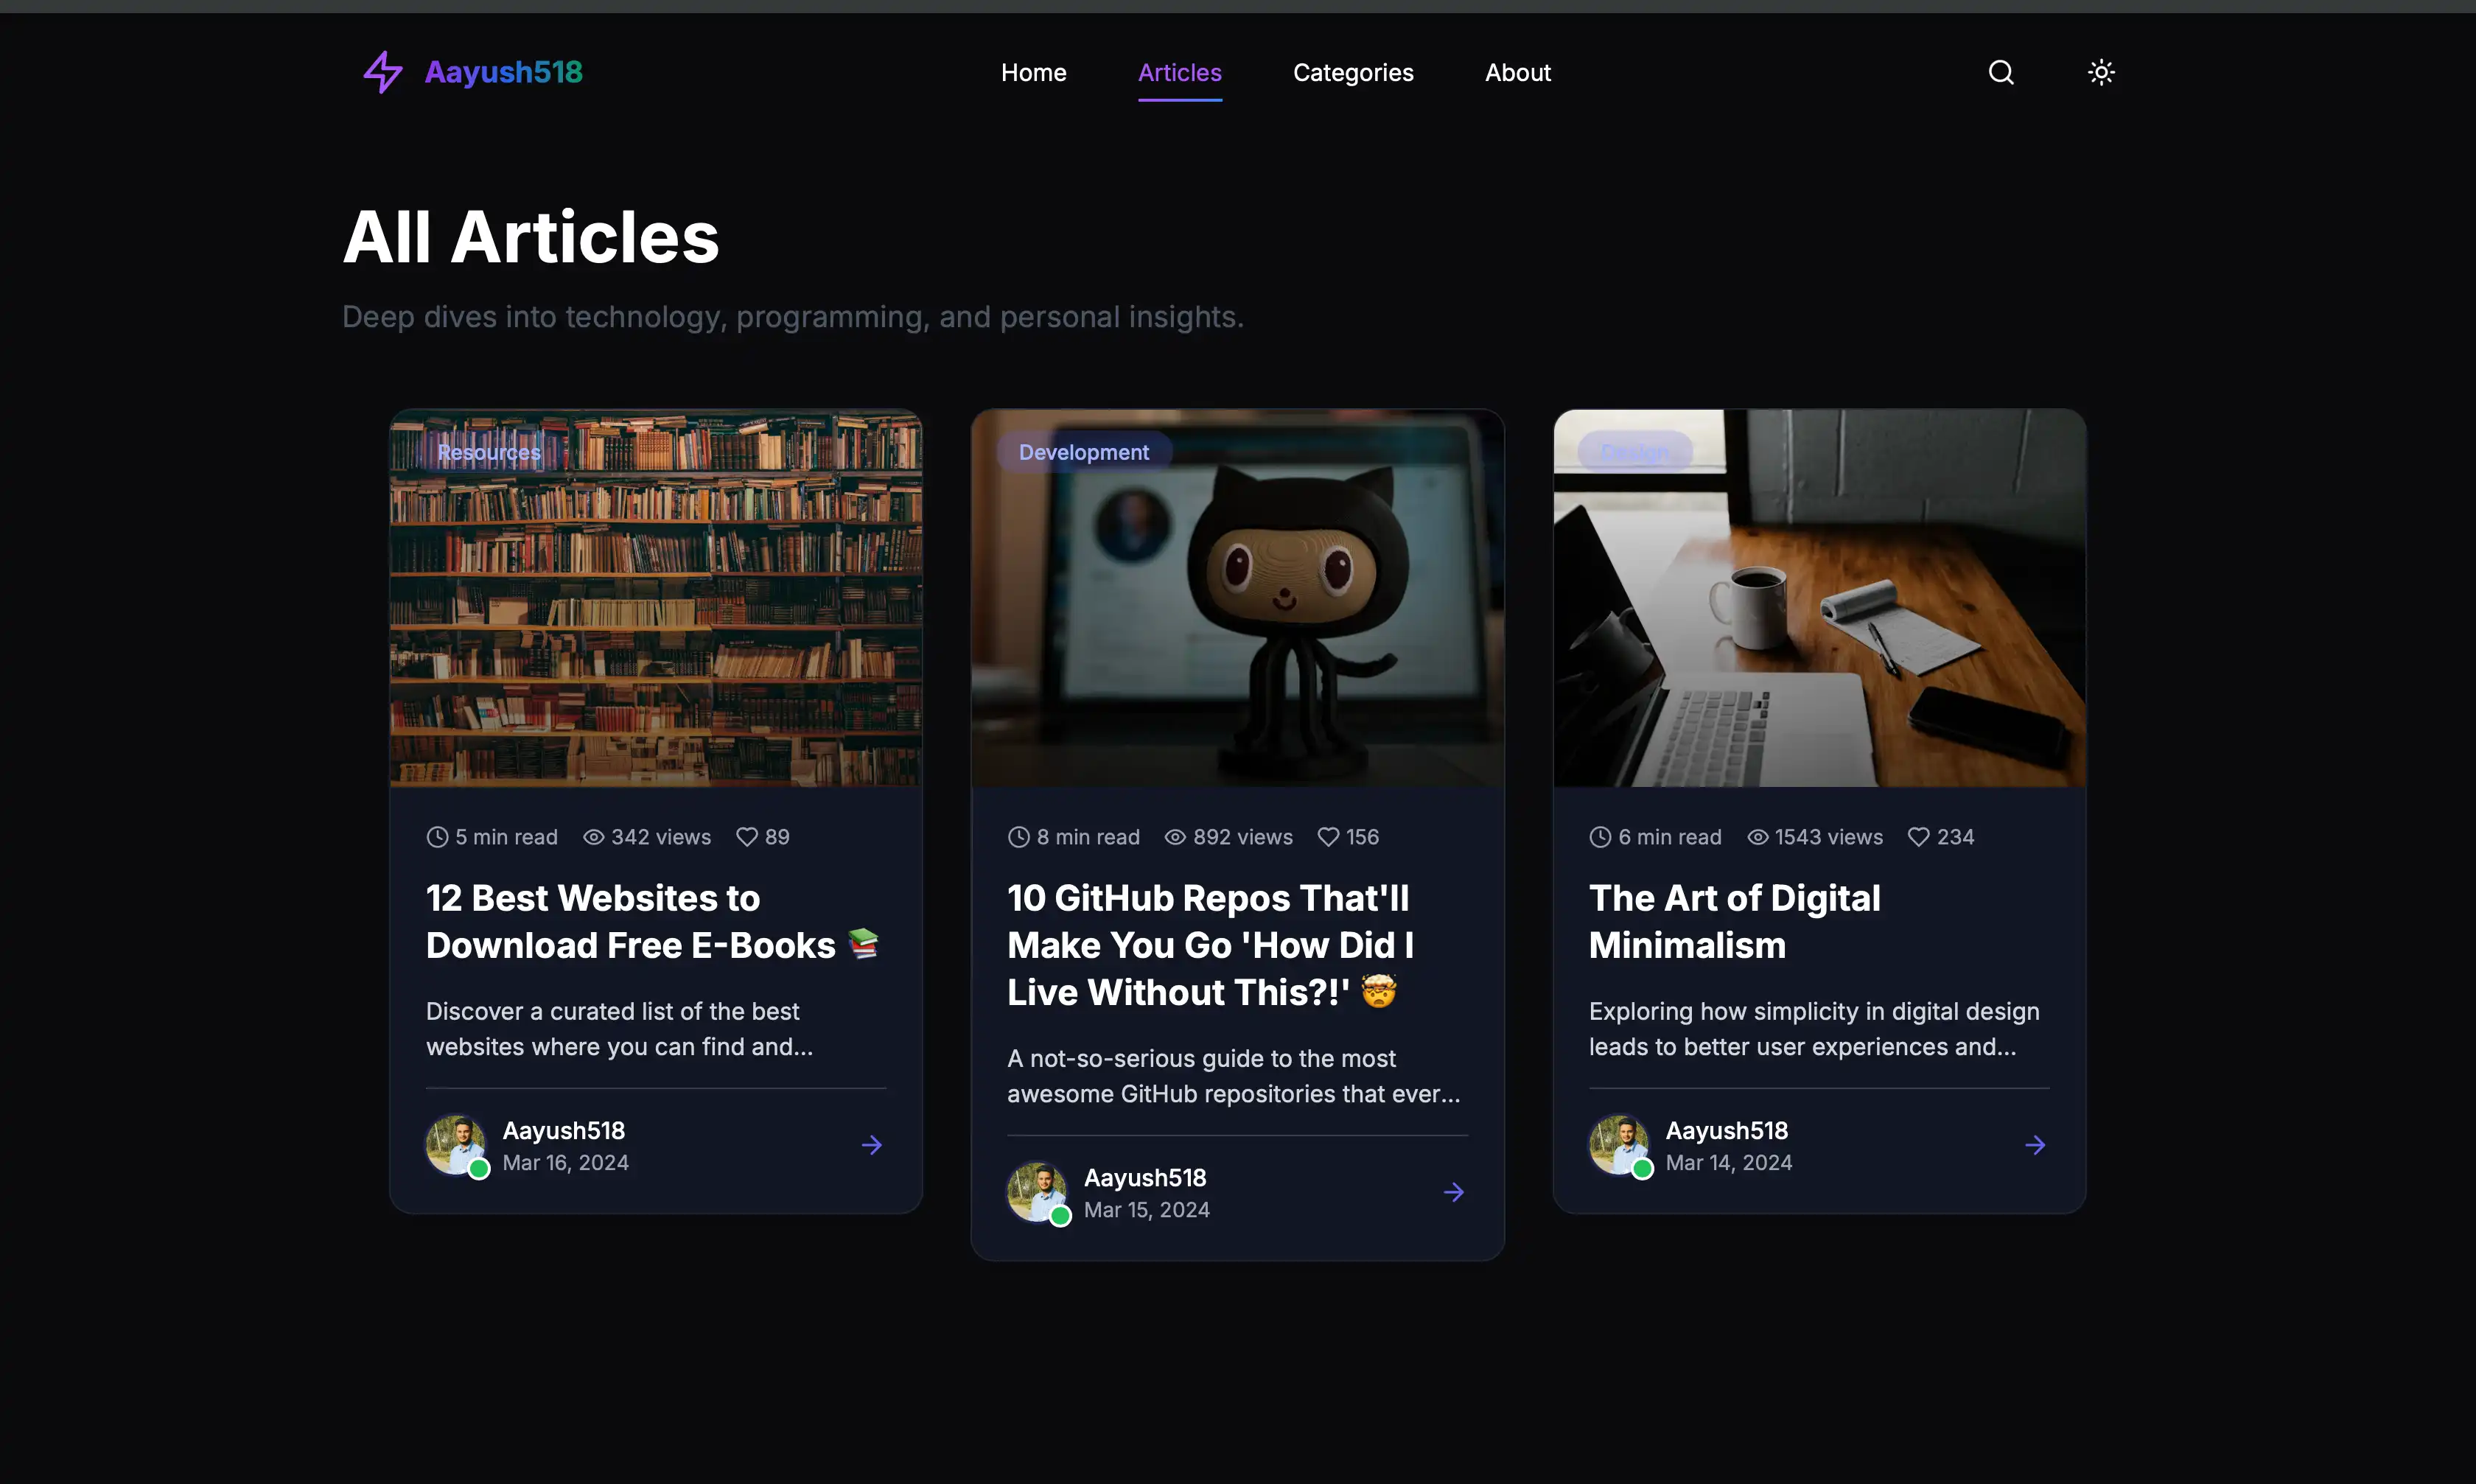 Aayush518
Home
Articles
Categories
About
All Articles
Deep dives into technology, programming, and personal insights.
Resources
5 min read
342 views
89
12 Best Websites to
Download Free E-Books 📚
Discover a curated list of the best
websites where you can find and...
Aayush518
Mar 16, 2024
Development
8 min read
892 views
156
10 GitHub Repos That'll
Make You Go 'How Did I
Live Without This?!' 🤯
A not-so-serious guide to the most
awesome GitHub repositories that ever...
Aayush518
Mar 15, 2024
Design
6 min read
1543 views
234
The Art of Digital
Minimalism
Exploring how simplicity in digital design
leads to better user experiences and...
Aayush518
Mar 14, 2024